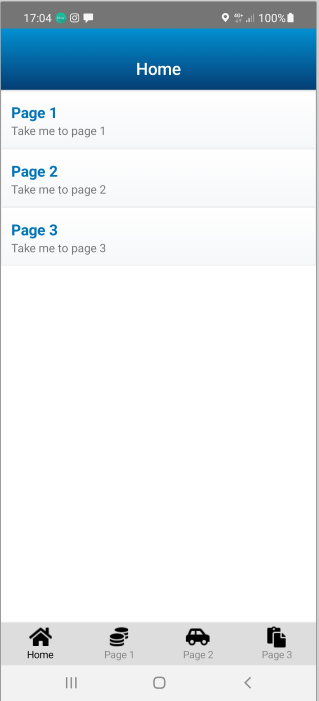 17:04 100%
Home
Page 1
Take me to page 1
Page 2
Take me to page 2
Page 3
Take me to page 3
Home Page 1 Page 2 Page 3